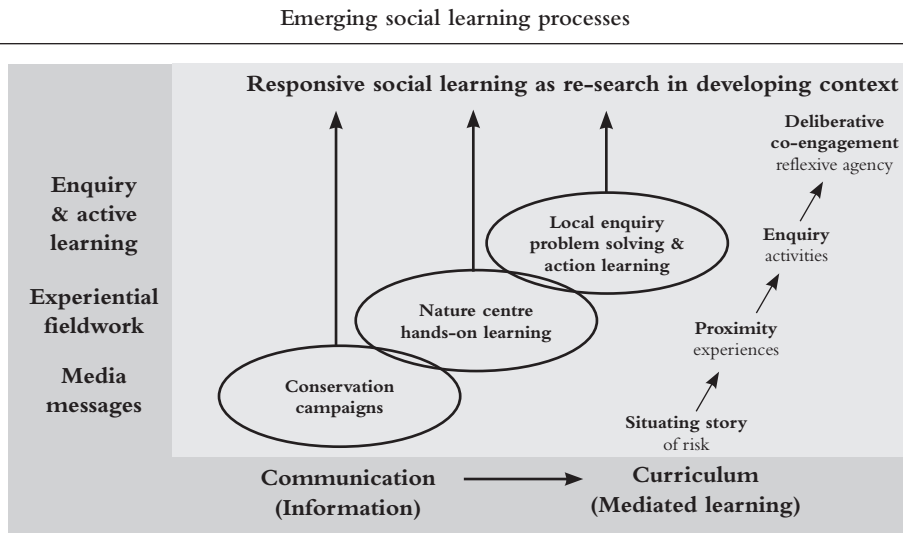 Emerging social learning processes
Responsive social learning as re-search in developing context
Deliberative
co-engagement
reflexive agency
Enquiry
& active
learning
Local enquiry
problem solving &
action learning
Enquiry
activities
Experiential
fieldwork
Nature centre
hands-on learning
Proximity
experiences
Media
messages
Conservation
campaigns
Situating story
of risk
Communication
(Information)
Curriculum
(Mediated learning)